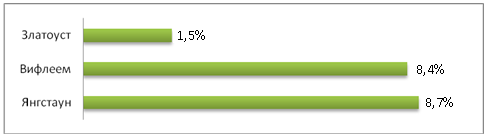 Златоуст 1,5%
Вифлеем 8,4%
Янгстаун 8,7%